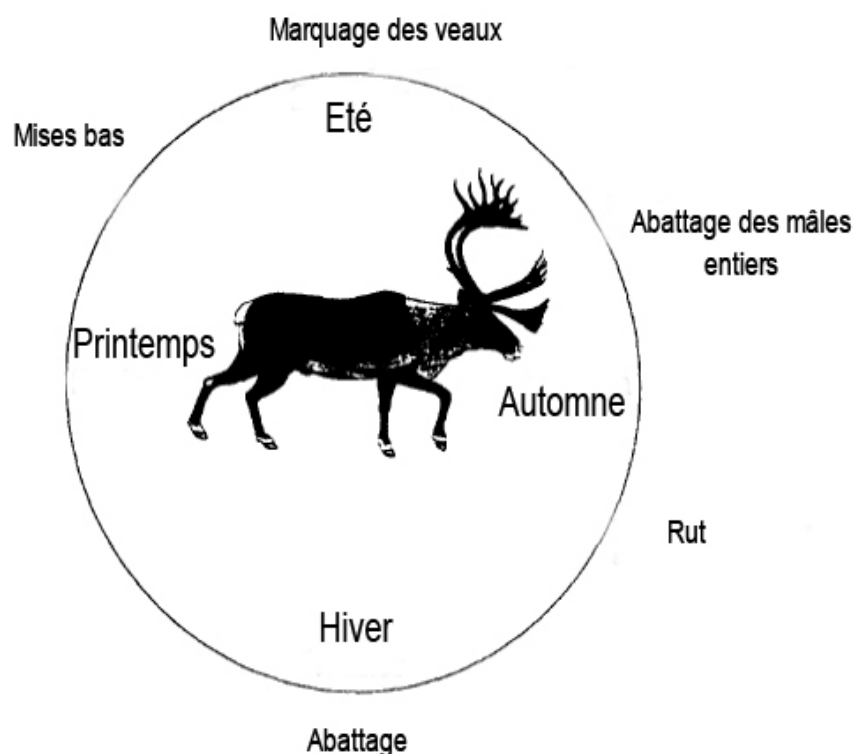 Marquage des veaux
Eté
Mises bas
Abattage des mâles
entiers
Printemps
Automne
Rut
Hiver
Abattage